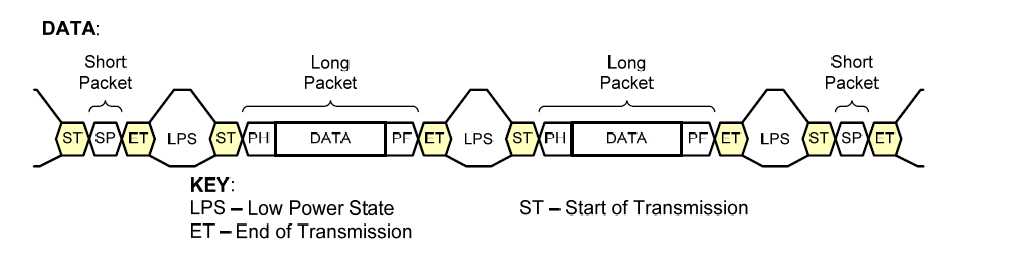 DATA:
Short Long Long Short
Packet Packet Packet Packet
ST SP ET LPS ST PH DATA PF ET LPS ST PH DATA PF ET LPS ST SP ET
KEY:
LPS – Low Power State ST – Start of Transmission
ET – End of Transmission